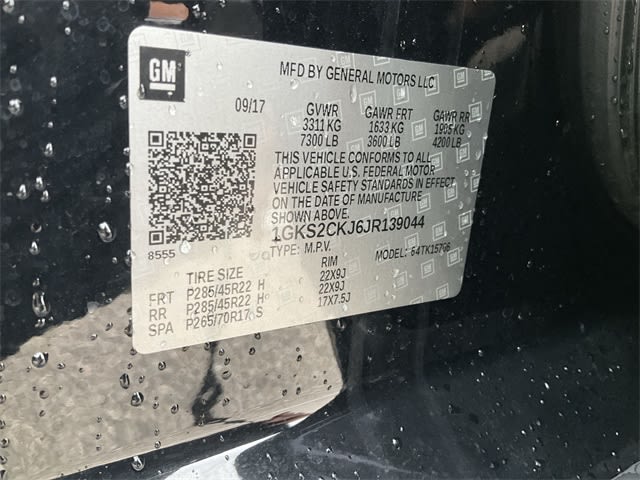 GM
MFD BY GENERAL MOTORS LLC
09/17 GVWR GAWR FRT GAWR RR
3311 KG 1633 KG 1905 KG
7300 LB 3600 LB 4200 LB
THIS VEHICLE CONFORMS TO ALL
APPLICABLE U.S. FEDERAL MOTOR
VEHICLE SAFETY STANDARDS IN EFFECT
ON THE DATE OF MANUFACTURE
SHOWN ABOVE.
1GKS2CKJ6JR139044
8555 TYPE: M.P.V. MODEL:
TIRE SIZE RIM
FRT P285/45R22 H 22X9J
RR P285/45R22 H 22X9J
SPA P265/70R17 S 17X7.5J